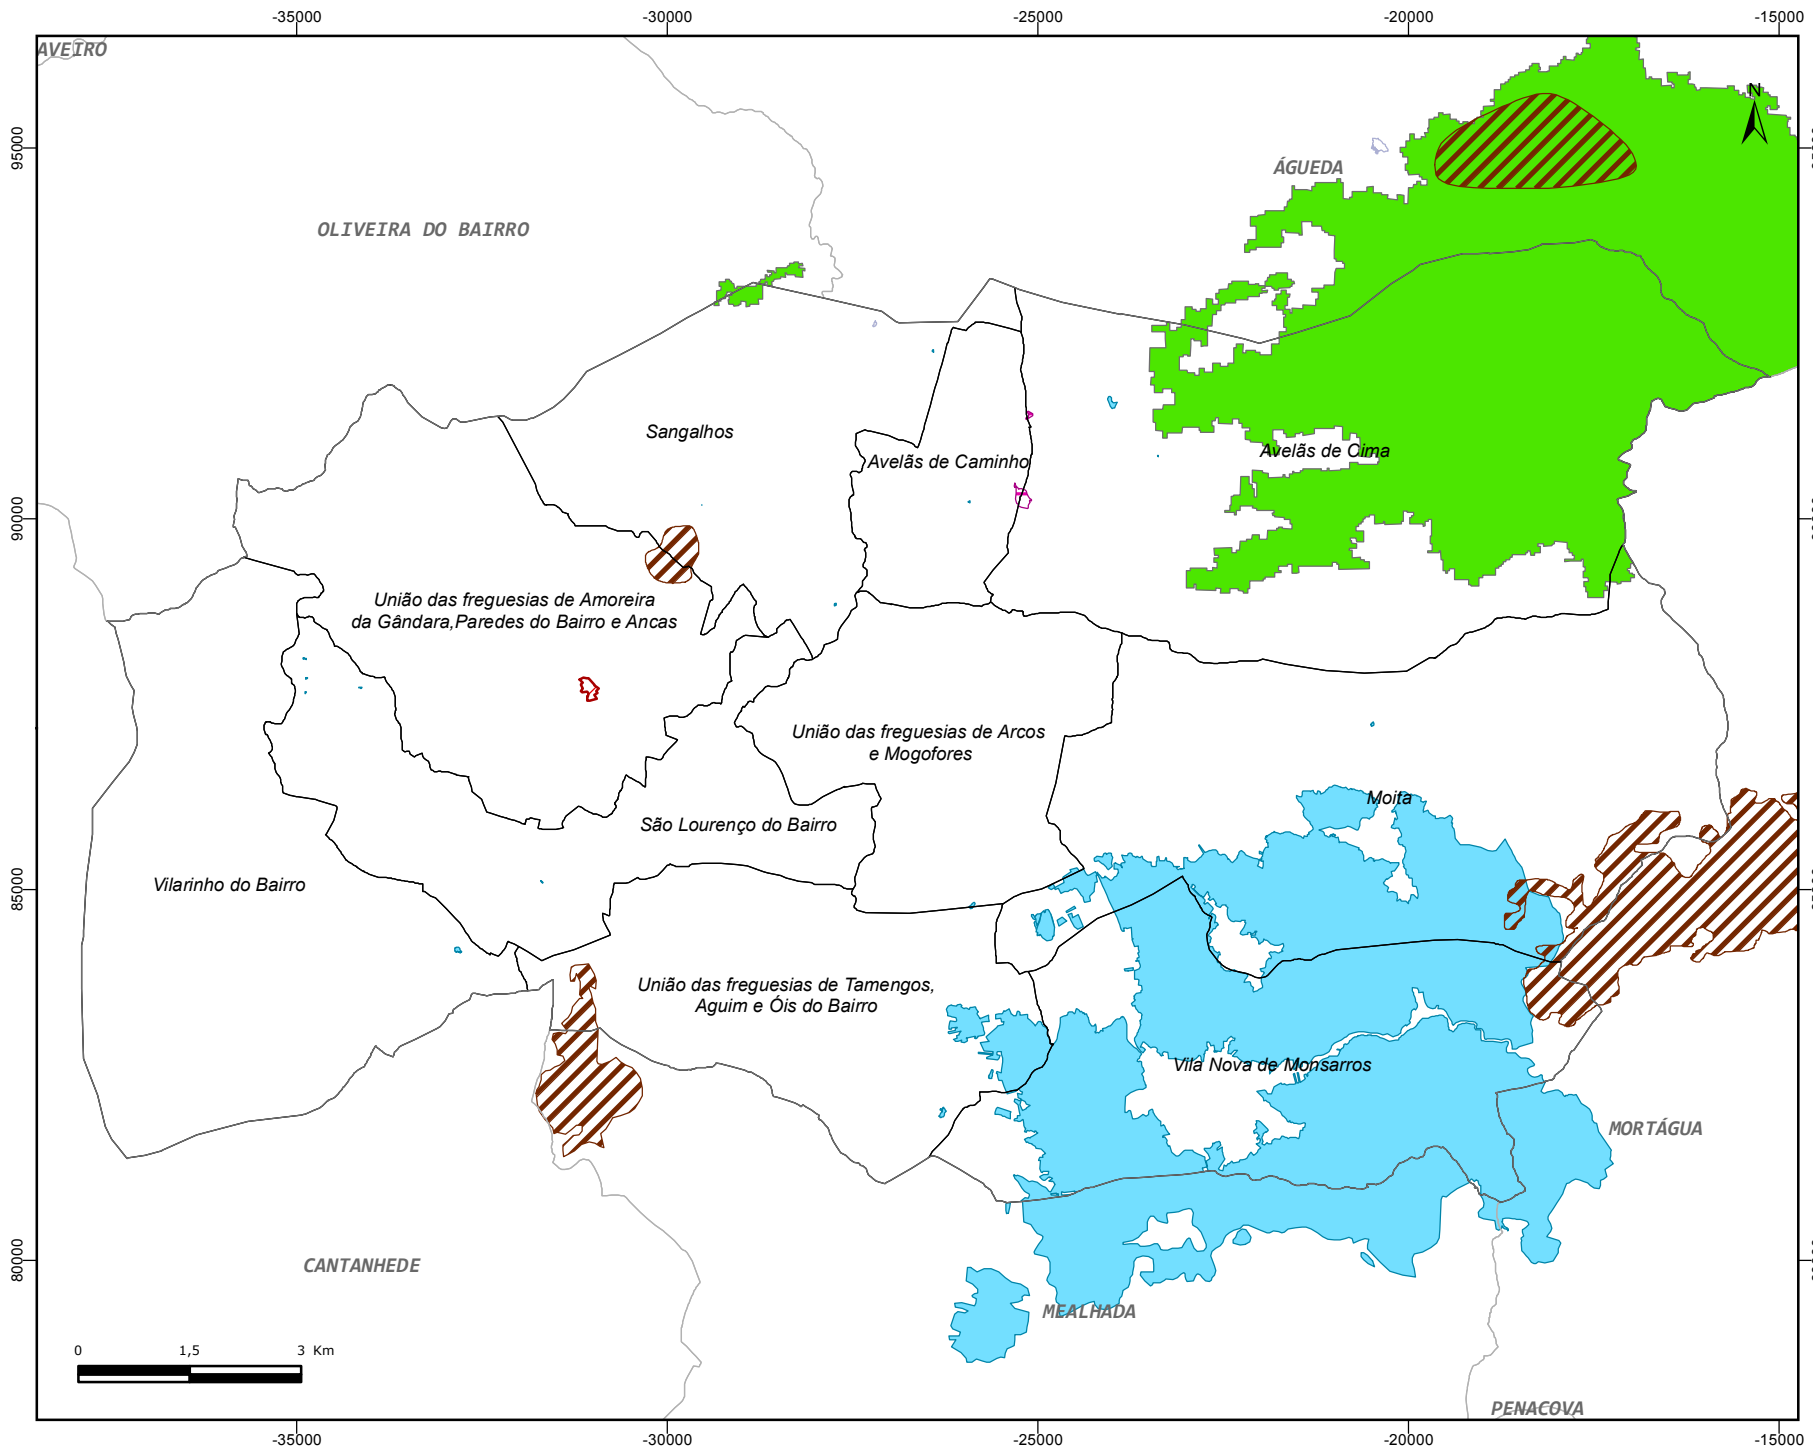 -35000 -30000 -25000 -20000 -15000
AVEIRO
N
95000
ÁGUEDA
OLIVEIRA DO BAIRRO
Sangalhos
Avelãs de Cima
Avelãs de Caminho
90000
União das freguesias de Amoreira
da Gândara,Paredes do Bairro e Ancas
União das freguesias de Arcos
e Mogofores
Moita
São Lourenço do Bairro
Vilarinho do Bairro
85000
União das freguesias de Tamengos,
Aguim e Óis do Bairro
Vila Nova de Monsarros
MORTÁGUA
80000
CANTANHEDE
MEALHADA
0 1,5 3 Km
PENACOVA
-35000 -30000 -25000 -20000 -15000